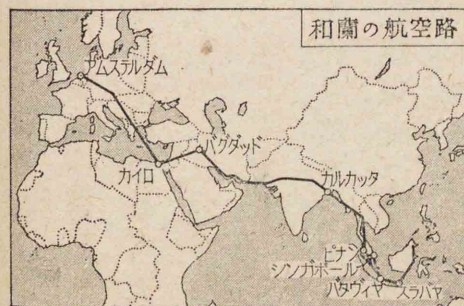 和蘭の航空路
アムステルダム
バグダッド
カイロ
カルカッタ
ピナン
シンガポール
バタヴィヤ
スラバヤ